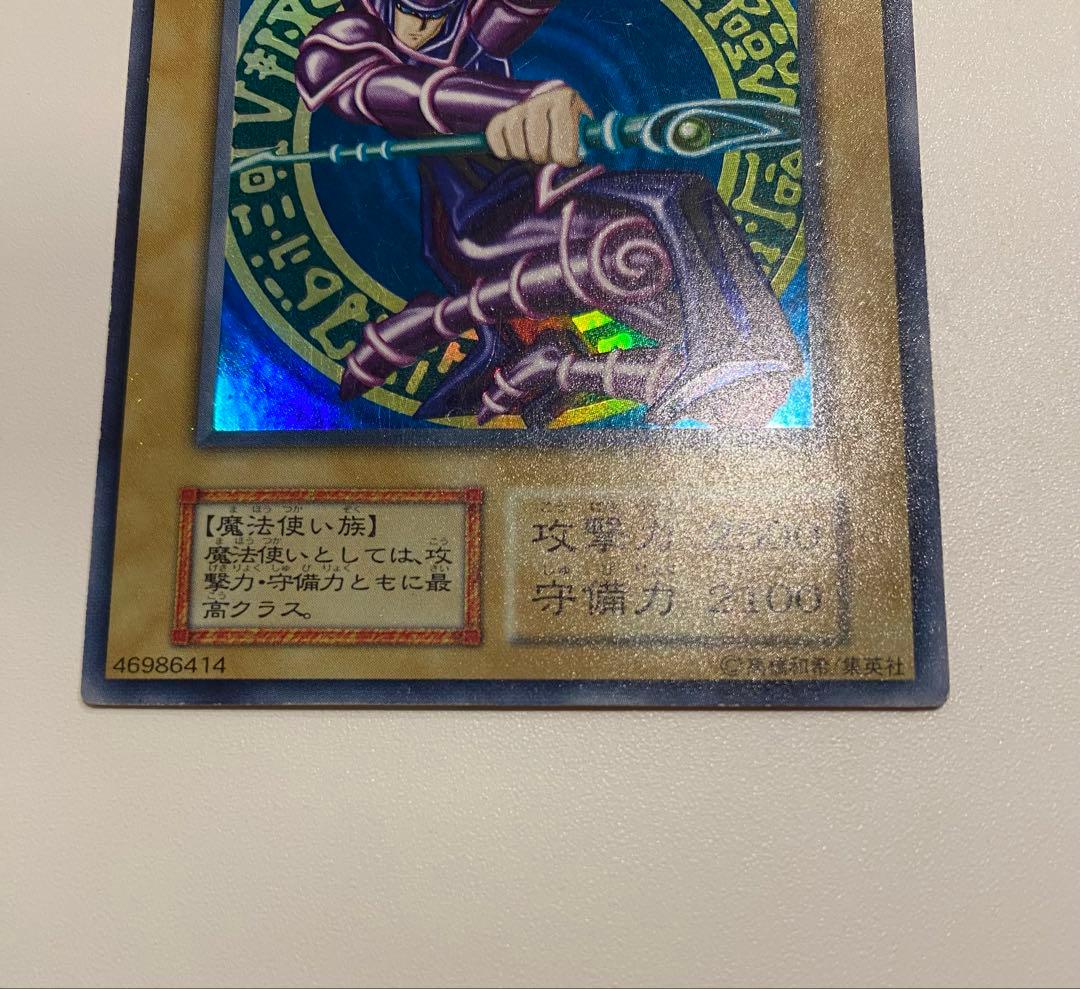 【魔法使い族】
魔法使いとしては、攻
撃力・守備力ともに最
高クラス。
攻撃力 2500
守備力 2100
46986414
©高橋和希/集英社